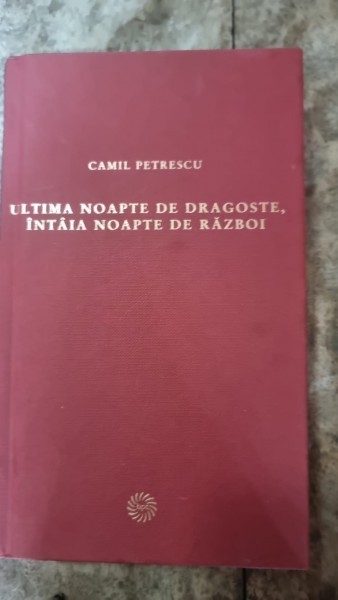 CAMIL PETRESCU
ULTIMA NOAPTE DE DRAGOSTE,
ÎNTÂIA NOAPTE DE RĂZBOI